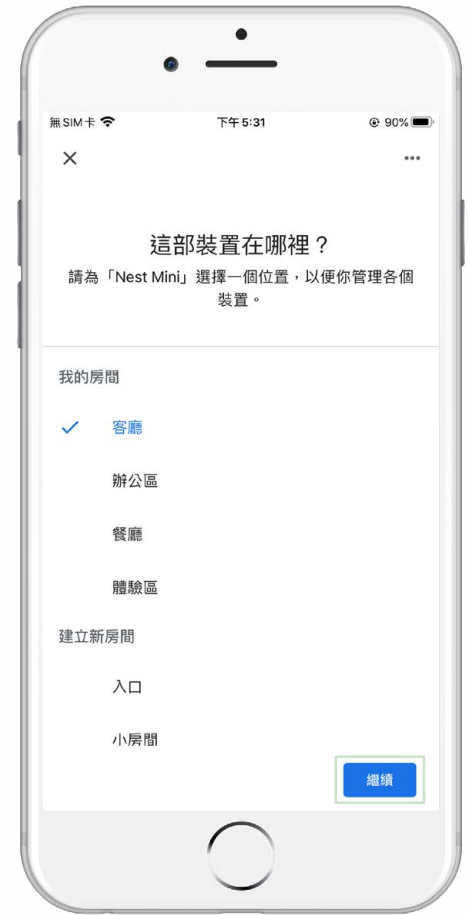 無SIM卡 下午5:31 90%
這部裝置在哪裡？
請為「Nest Mini」選擇一個位置，以便你管理各個
裝置。
我的房間
客廳
辦公區
餐廳
體驗區
建立新房間
入口
小房間
繼續